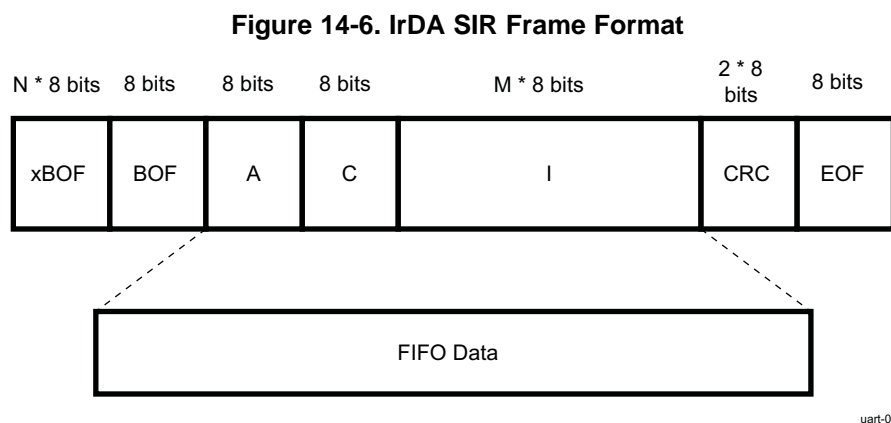 Figure 14-6. IrDA SIR Frame Format
N * 8 bits 8 bits 8 bits 8 bits M * 8 bits 2 * 8 bits 8 bits
xBOF BOF A C I CRC EOF
FIFO Data
uart-0